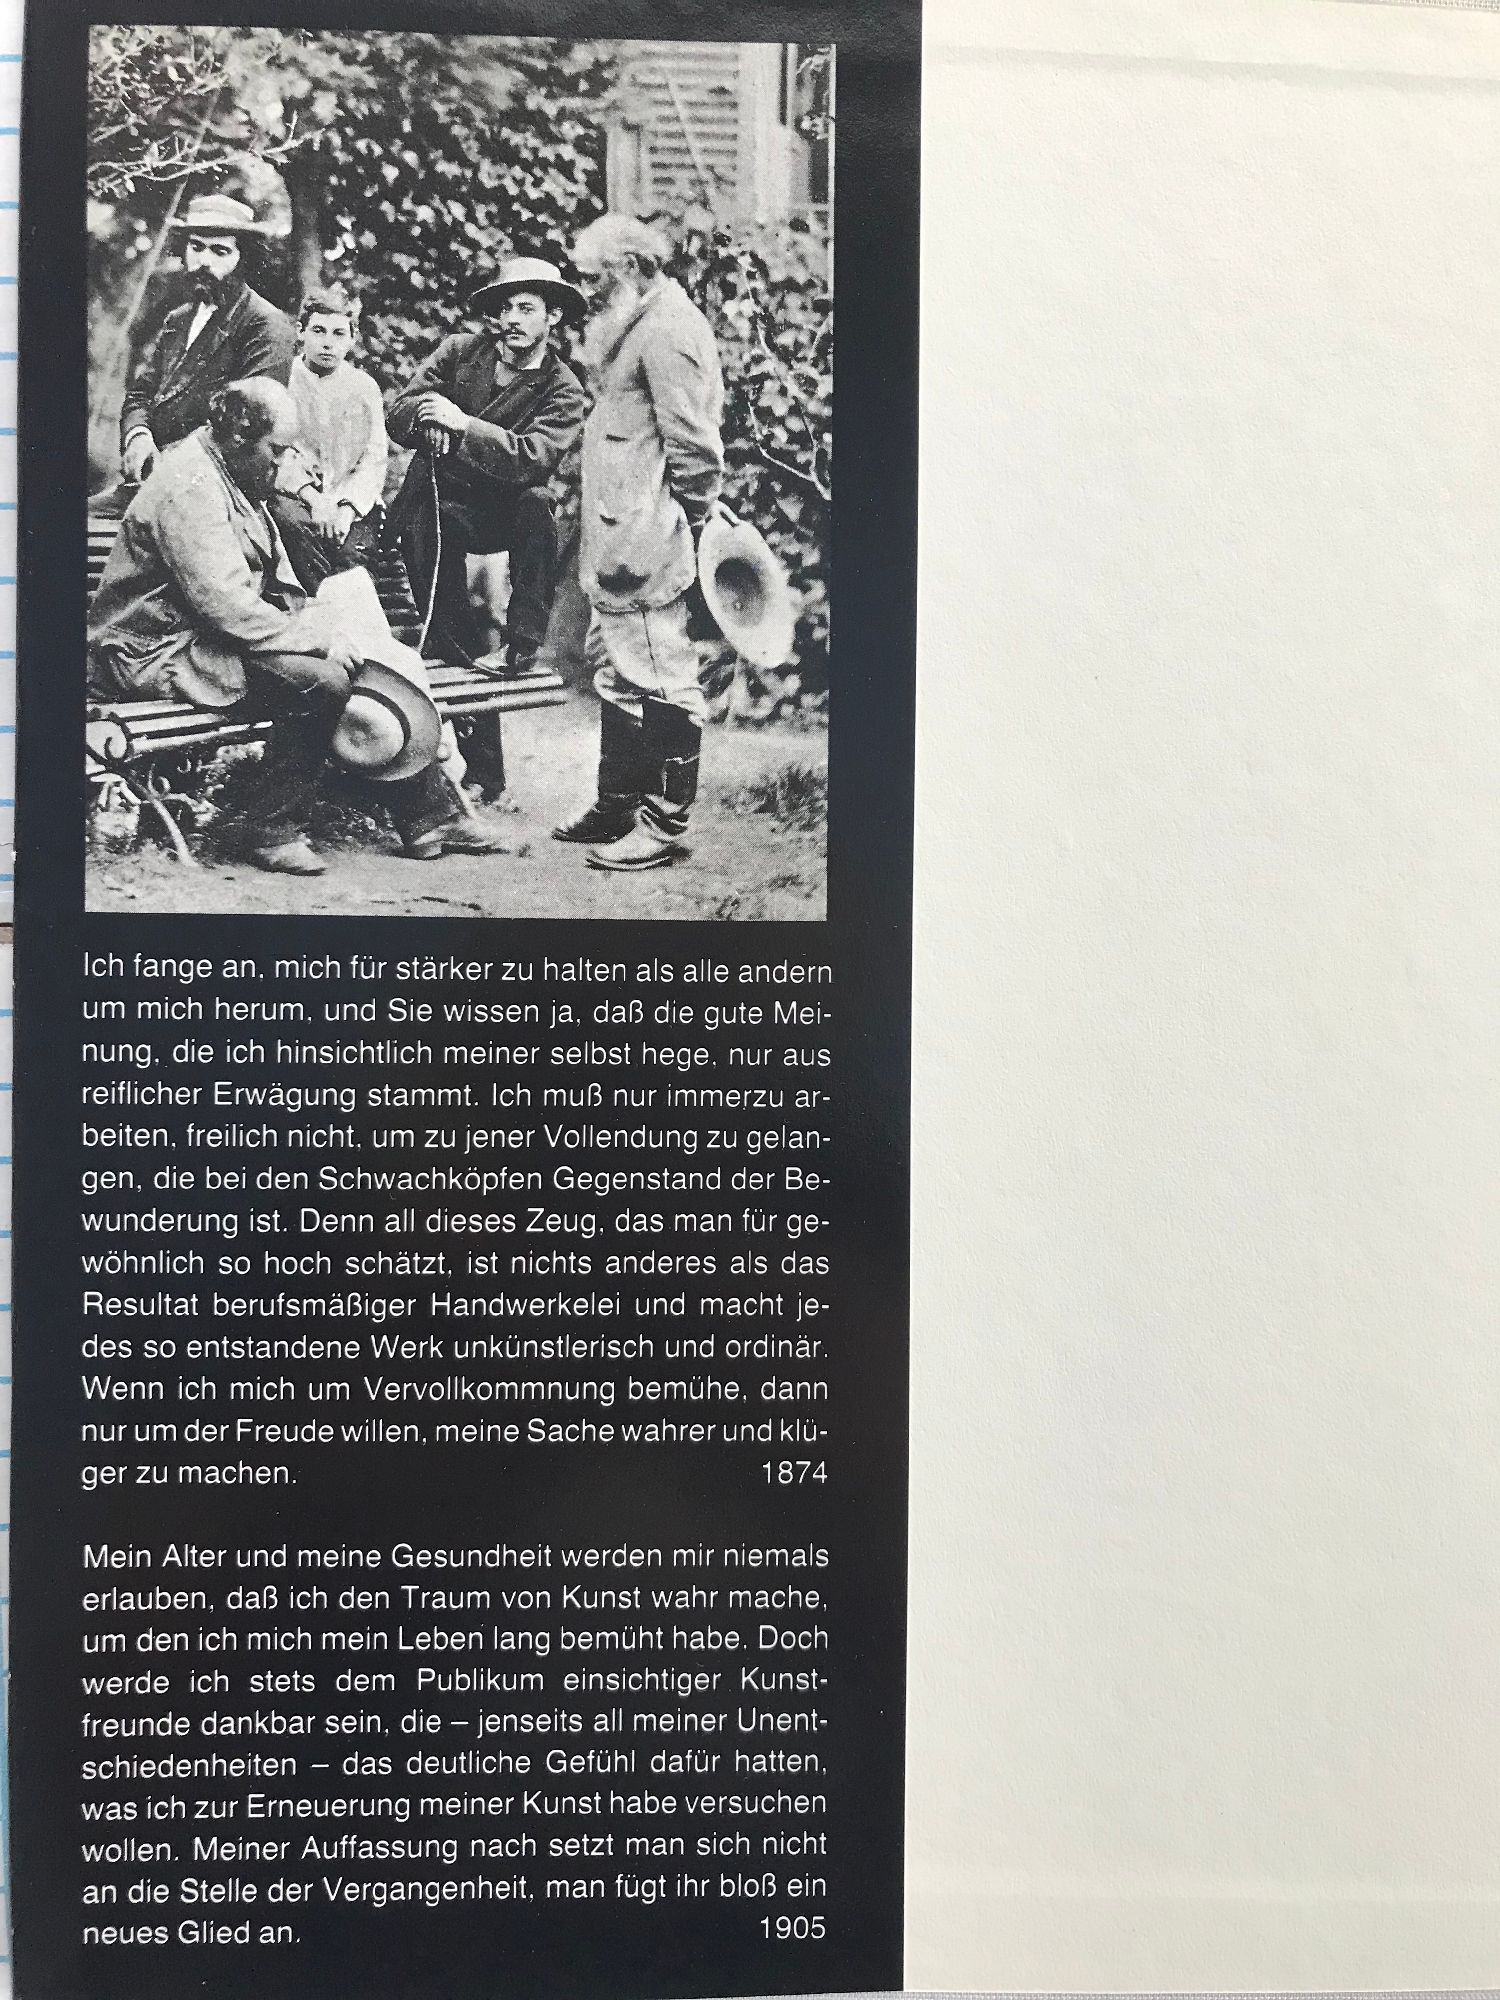 Ich fange an, mich für stärker zu halten als alle andern
um mich herum, und Sie wissen ja, daß die gute Mei-
nung, die ich hinsichtlich meiner selbst hege, nur aus
reiflicher Erwägung stammt. Ich muß nur immerzu ar-
beiten, freilich nicht, um zu jener Vollendung zu gelan-
gen, die bei den Schwachköpfen Gegenstand der Be-
wunderung ist. Denn all dieses Zeug, das man für ge-
wöhnlich so hoch schätzt, ist nichts anderes als das
Resultat berufsmäßiger Handwerkelei und macht je-
des so entstandene Werk unkünstlerisch und ordinär.
Wenn ich mich um Vervollkommnung bemühe, dann
nur um der Freude willen, meine Sache wahrer und klü-
ger zu machen. 1874
Mein Alter und meine Gesundheit werden mir niemals
erlauben, daß ich den Traum von Kunst wahr mache,
um den ich mich mein Leben lang bemüht habe. Doch
werde ich stets dem Publikum einsichtiger Kunst-
freunde dankbar sein, die – jenseits all meiner Unent-
schiedenheiten – das deutliche Gefühl dafür hatten,
was ich zur Erneuerung meiner Kunst habe versuchen
wollen. Meiner Auffassung nach setzt man sich nicht
an die Stelle der Vergangenheit, man fügt ihr bloß ein
neues Glied an. 1905